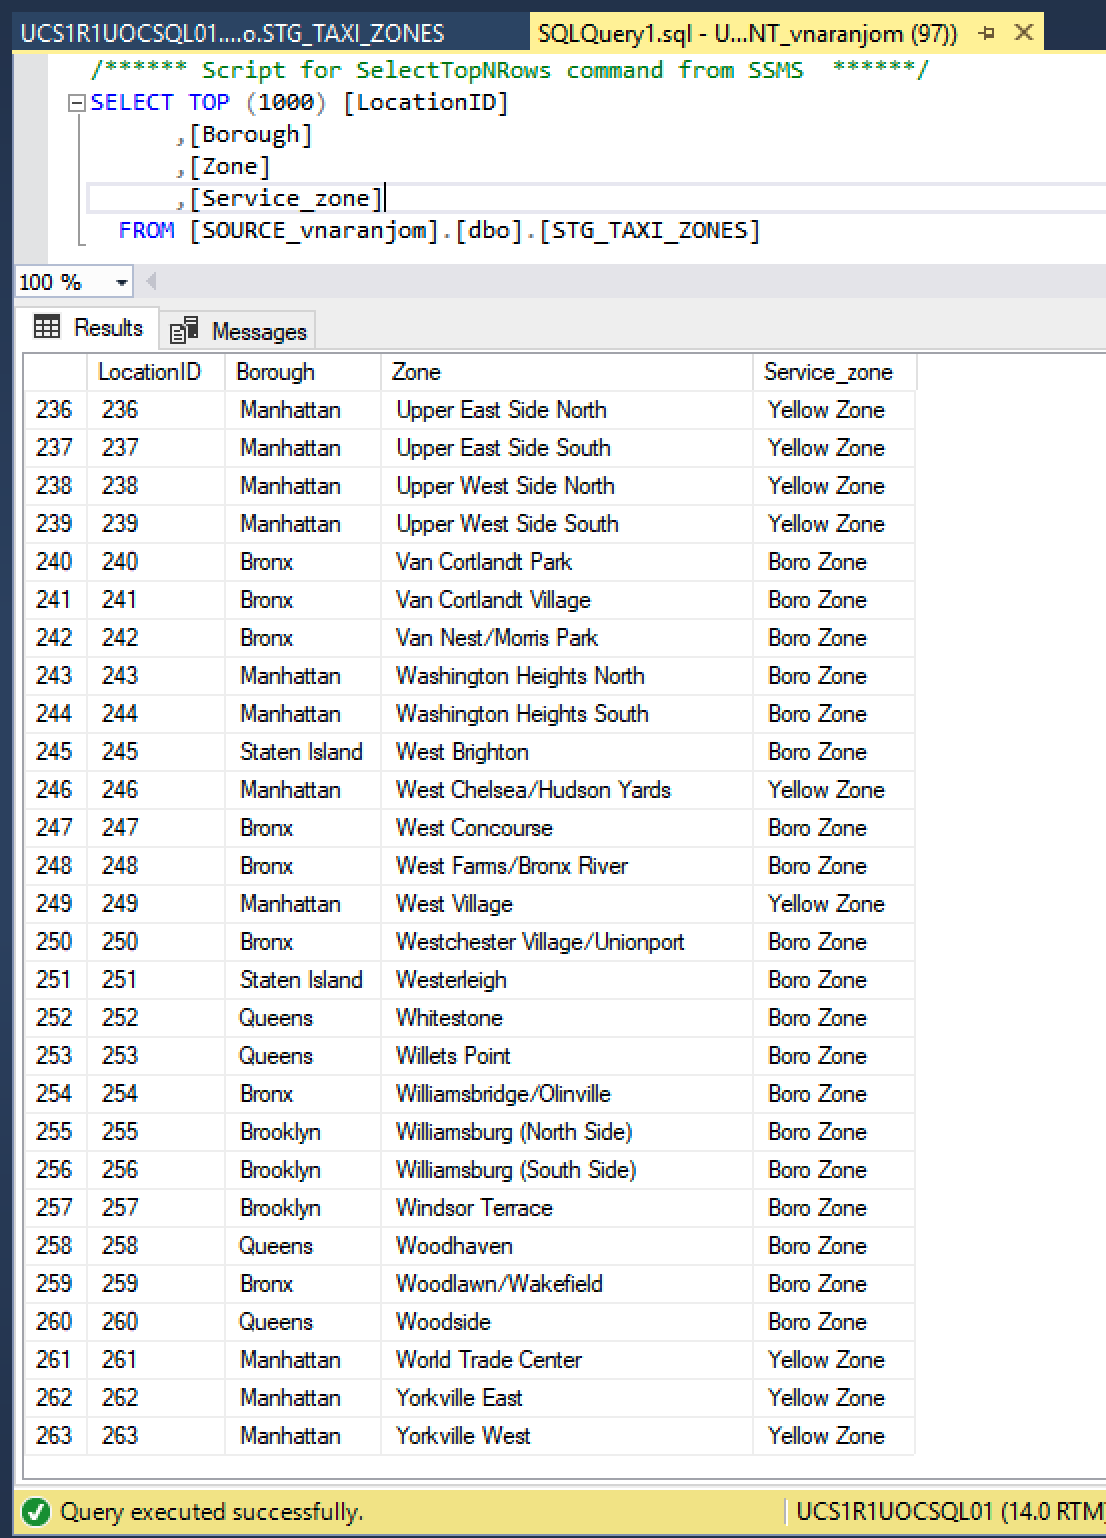 UCS1R1UOCSQL01....o.STG_TAXI_ZONES SQLQuery1.sql - U...NT_vnaranjom (97))
/****** Script for SelectTopNRows command from SSMS ******/
SELECT TOP (1000) [LocationID]
,[Borough]
,[Zone]
,[Service_zone]
FROM [SOURCE_vnaranjom].[dbo].[STG_TAXI_ZONES]
100 %
Results Messages
LocationID Borough Zone Service_zone
236 236 Manhattan Upper East Side North Yellow Zone
237 237 Manhattan Upper East Side South Yellow Zone
238 238 Manhattan Upper West Side North Yellow Zone
239 239 Manhattan Upper West Side South Yellow Zone
240 240 Bronx Van Cortlandt Park Boro Zone
241 241 Bronx Van Cortlandt Village Boro Zone
242 242 Bronx Van Nest/Morris Park Boro Zone
243 243 Manhattan Washington Heights North Boro Zone
244 244 Manhattan Washington Heights South Boro Zone
245 245 Staten Island West Brighton Boro Zone
246 246 Manhattan West Chelsea/Hudson Yards Yellow Zone
247 247 Bronx West Concourse Boro Zone
248 248 Bronx West Farms/Bronx River Boro Zone
249 249 Manhattan West Village Yellow Zone
250 250 Bronx Westchester Village/Unionport Boro Zone
251 251 Staten Island Westerleigh Boro Zone
252 252 Queens Whitestone Boro Zone
253 253 Queens Willets Point Boro Zone
254 254 Bronx Williamsbridge/Olinville Boro Zone
255 255 Brooklyn Williamsburg (North Side) Boro Zone
256 256 Brooklyn Williamsburg (South Side) Boro Zone
257 257 Brooklyn Windsor Terrace Boro Zone
258 258 Queens Woodhaven Boro Zone
259 259 Bronx Woodlawn/Wakefield Boro Zone
260 260 Queens Woodside Boro Zone
261 261 Manhattan World Trade Center Yellow Zone
262 262 Manhattan Yorkville East Yellow Zone
263 263 Manhattan Yorkville West Yellow Zone
Query executed successfully. UCS1R1UOCSQL01 (14.0 RTM)